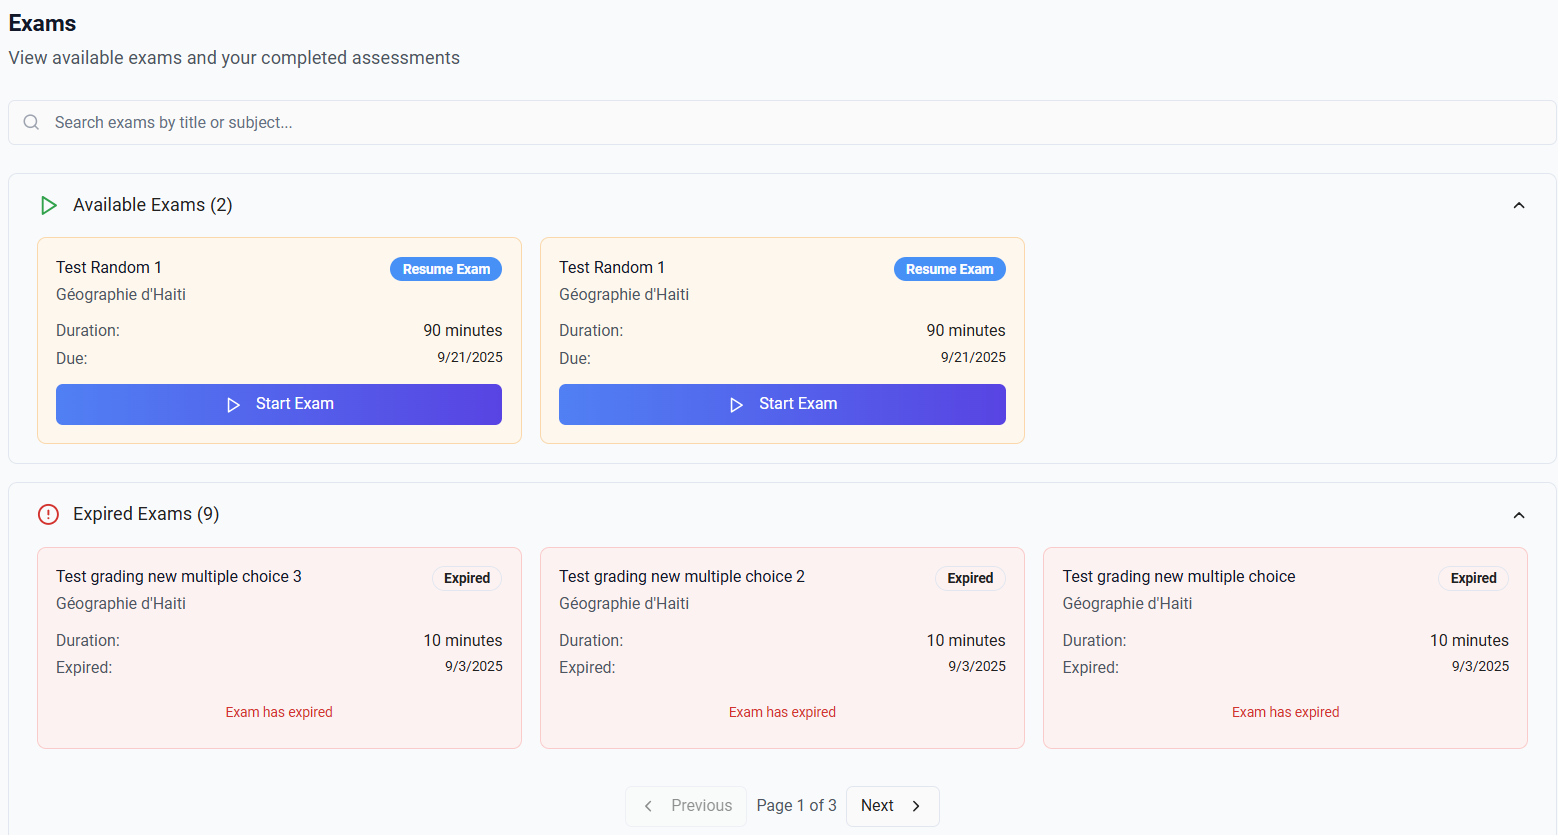 Exams
View available exams and your completed assessments
Search exams by title or subject...
Available Exams (2)
Test Random 1
Resume Exam
Géographie d'Haiti
Duration: 90 minutes
Due: 9/21/2025
Start Exam
Test Random 1
Resume Exam
Géographie d'Haiti
Duration: 90 minutes
Due: 9/21/2025
Start Exam
Expired Exams (9)
Test grading new multiple choice 3
Expired
Géographie d'Haiti
Duration: 10 minutes
Expired: 9/3/2025
Exam has expired
Test grading new multiple choice 2
Expired
Géographie d'Haiti
Duration: 10 minutes
Expired: 9/3/2025
Exam has expired
Test grading new multiple choice
Expired
Géographie d'Haiti
Duration: 10 minutes
Expired: 9/3/2025
Exam has expired
Previous Page 1 of 3 Next